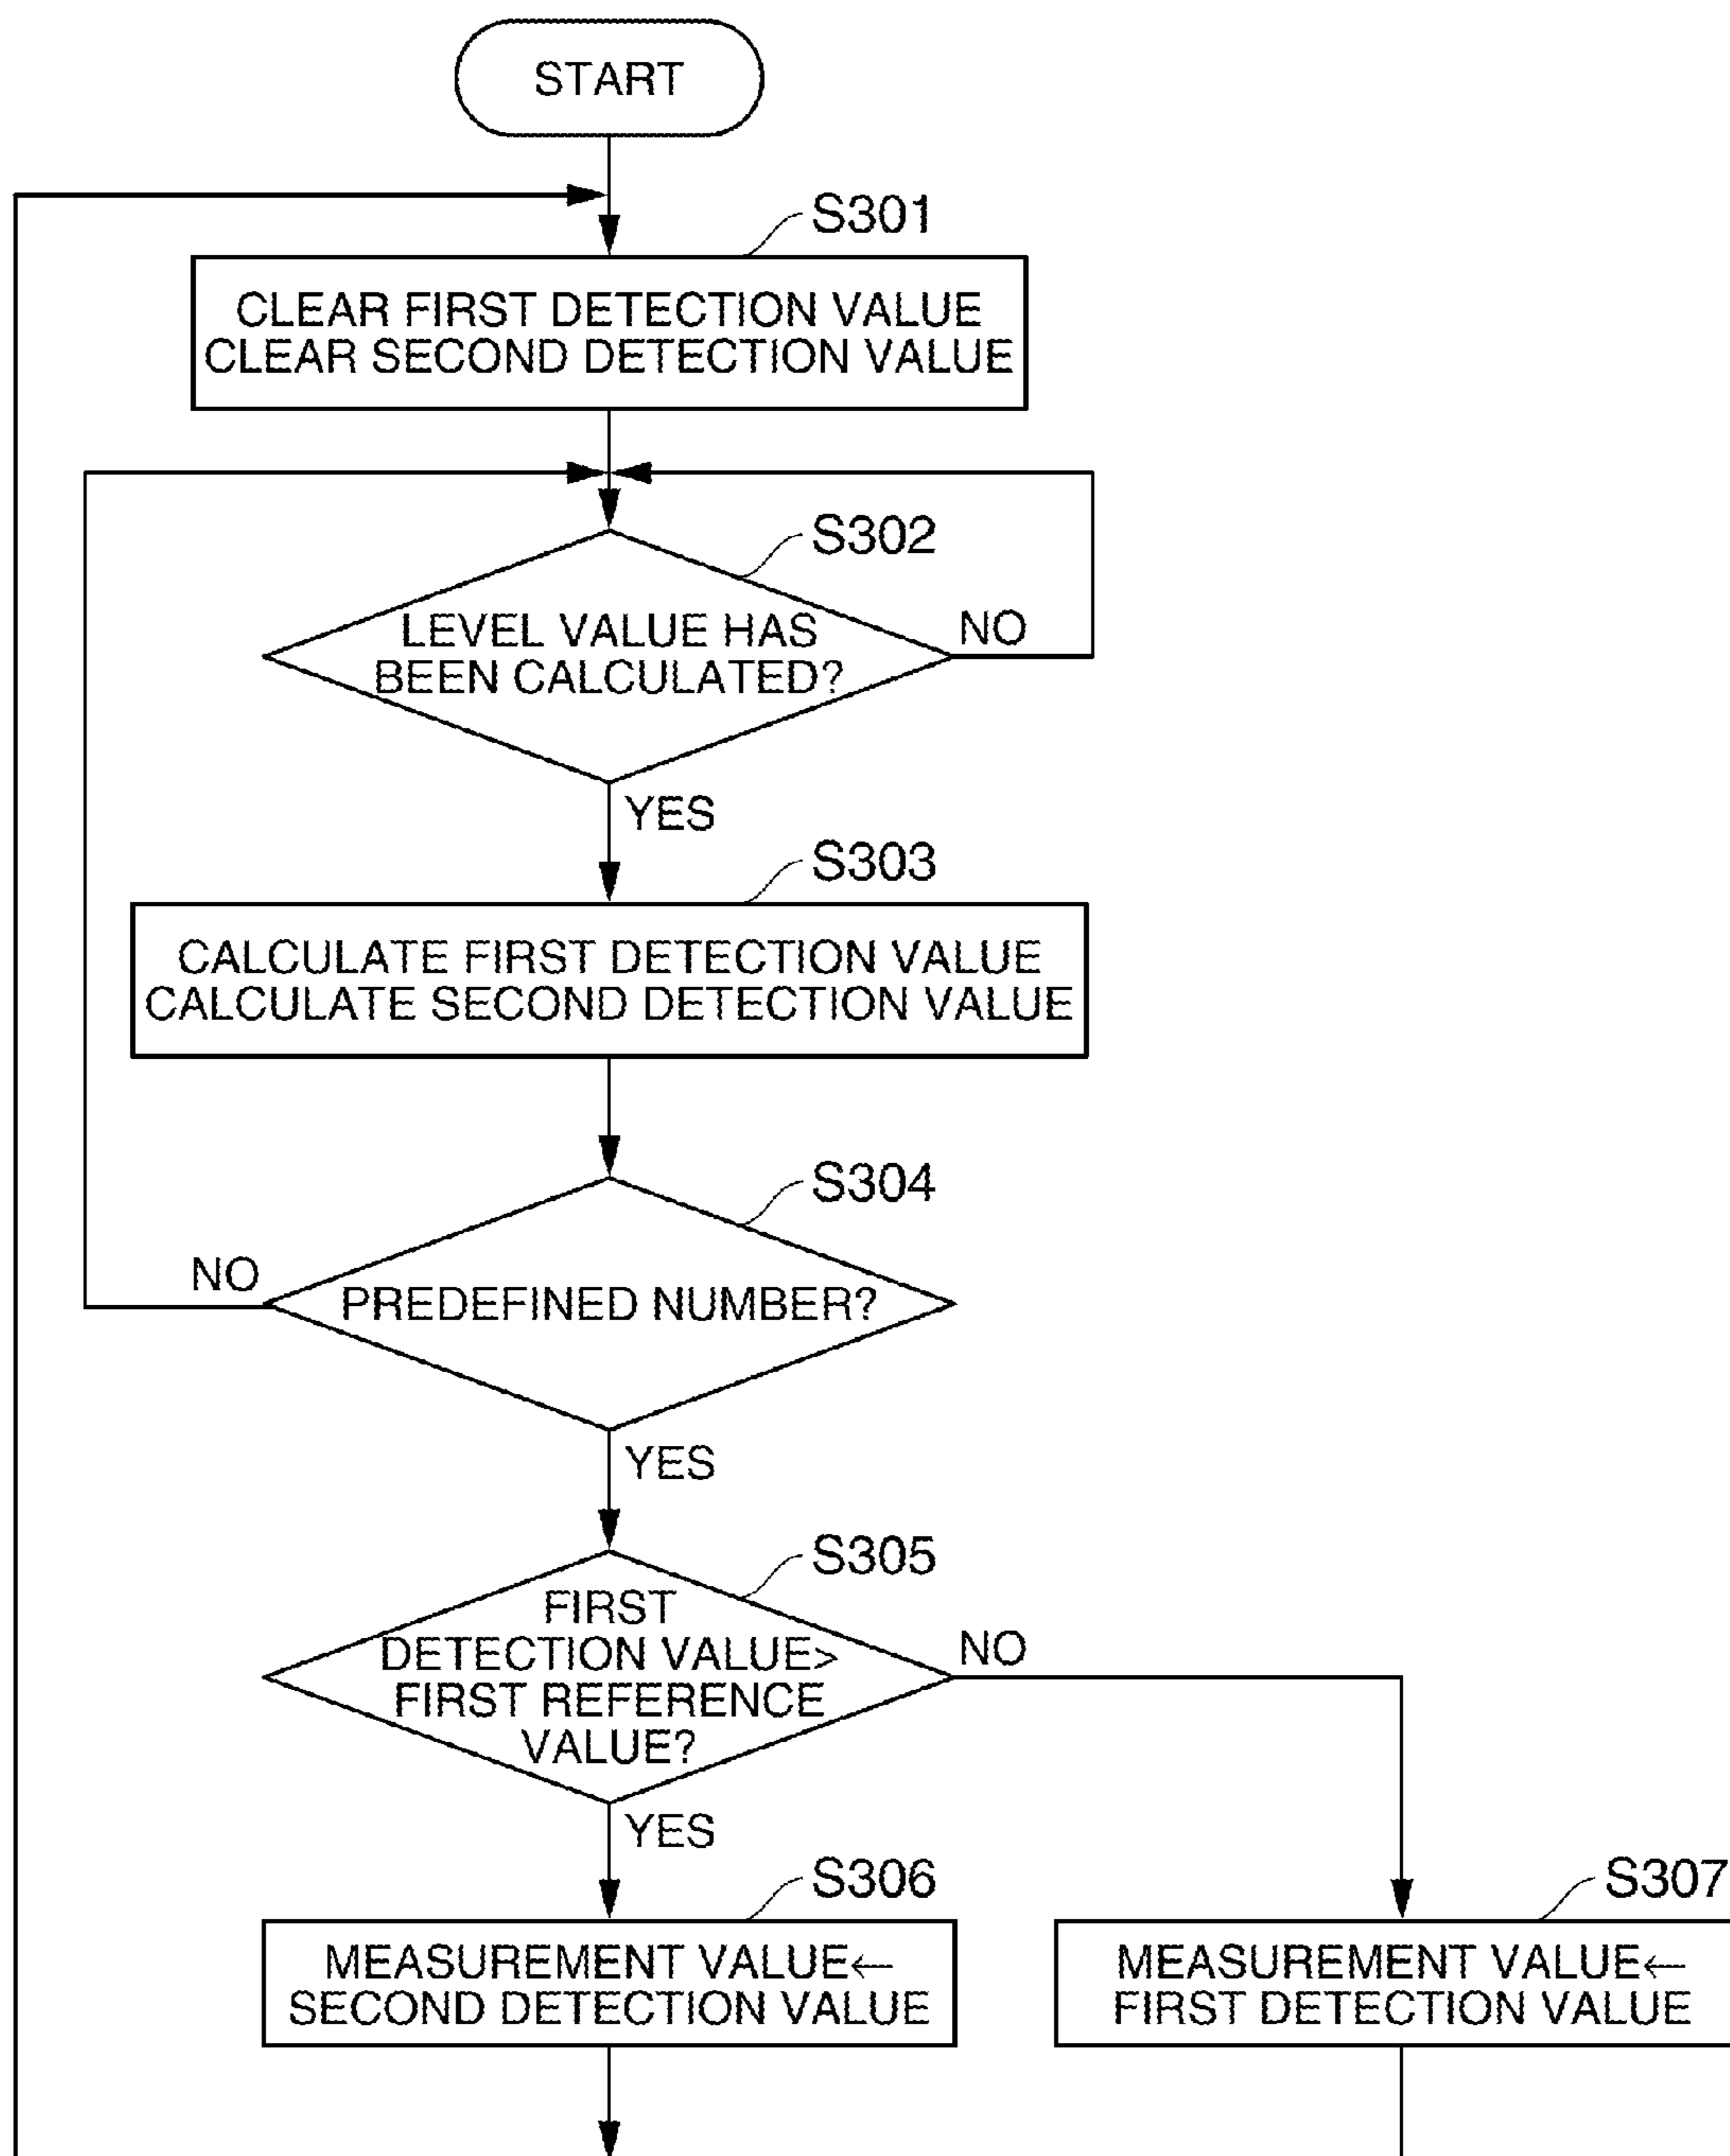 START
S301
CLEAR FIRST DETECTION VALUE
CLEAR SECOND DETECTION VALUE
S302
LEVEL VALUE HAS
BEEN CALCULATED?
NO
YES
S303
CALCULATE FIRST DETECTION VALUE
CALCULATE SECOND DETECTION VALUE
S304
NO
PREDEFINED NUMBER?
YES
S305
FIRST
DETECTION VALUE>
FIRST REFERENCE
VALUE?
NO
YES
S306
MEASUREMENT VALUE←
SECOND DETECTION VALUE
S307
MEASUREMENT VALUE←
FIRST DETECTION VALUE